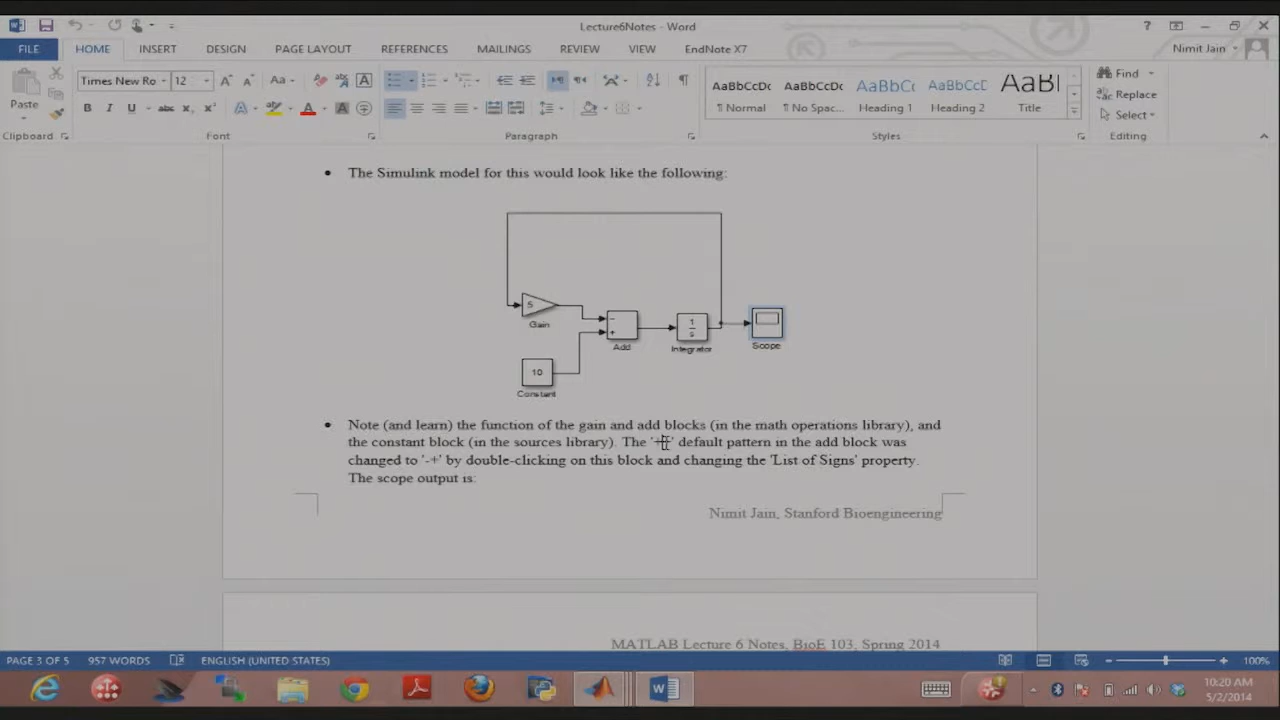 Lecture6Notes - Word
FILE HOME INSERT DESIGN PAGE LAYOUT REFERENCES MAILINGS REVIEW VIEW EndNote X7 Nimit Jain
Paste Times New Ro 12 Aa
B I U abc x, x²
AaBbCcDc AaBbCcDc AaBbC AaBbCcD AaBl
¶ Normal ¶ No Spac... Heading 1 Heading 2 Title
Find
Replace
Select
Clipboard Font Paragraph Styles Editing
• The Simulink model for this would look like the following:
5
Gain
Add
1
s
Integrator
Scope
10
Constant
• Note (and learn) the function of the gain and add blocks (in the math operations library), and
the constant block (in the sources library). The default pattern in the add block was
changed to '-+' by double-clicking on this block and changing the 'List of Signs' property.
The scope output is:
Nimit Jain, Stanford Bioengineering
MATLAB Lecture 6 Notes, BioE 103, Spring 2014
PAGE 3 OF 5 957 WORDS ENGLISH (UNITED STATES) 100%
10:20 AM
5/2/2014